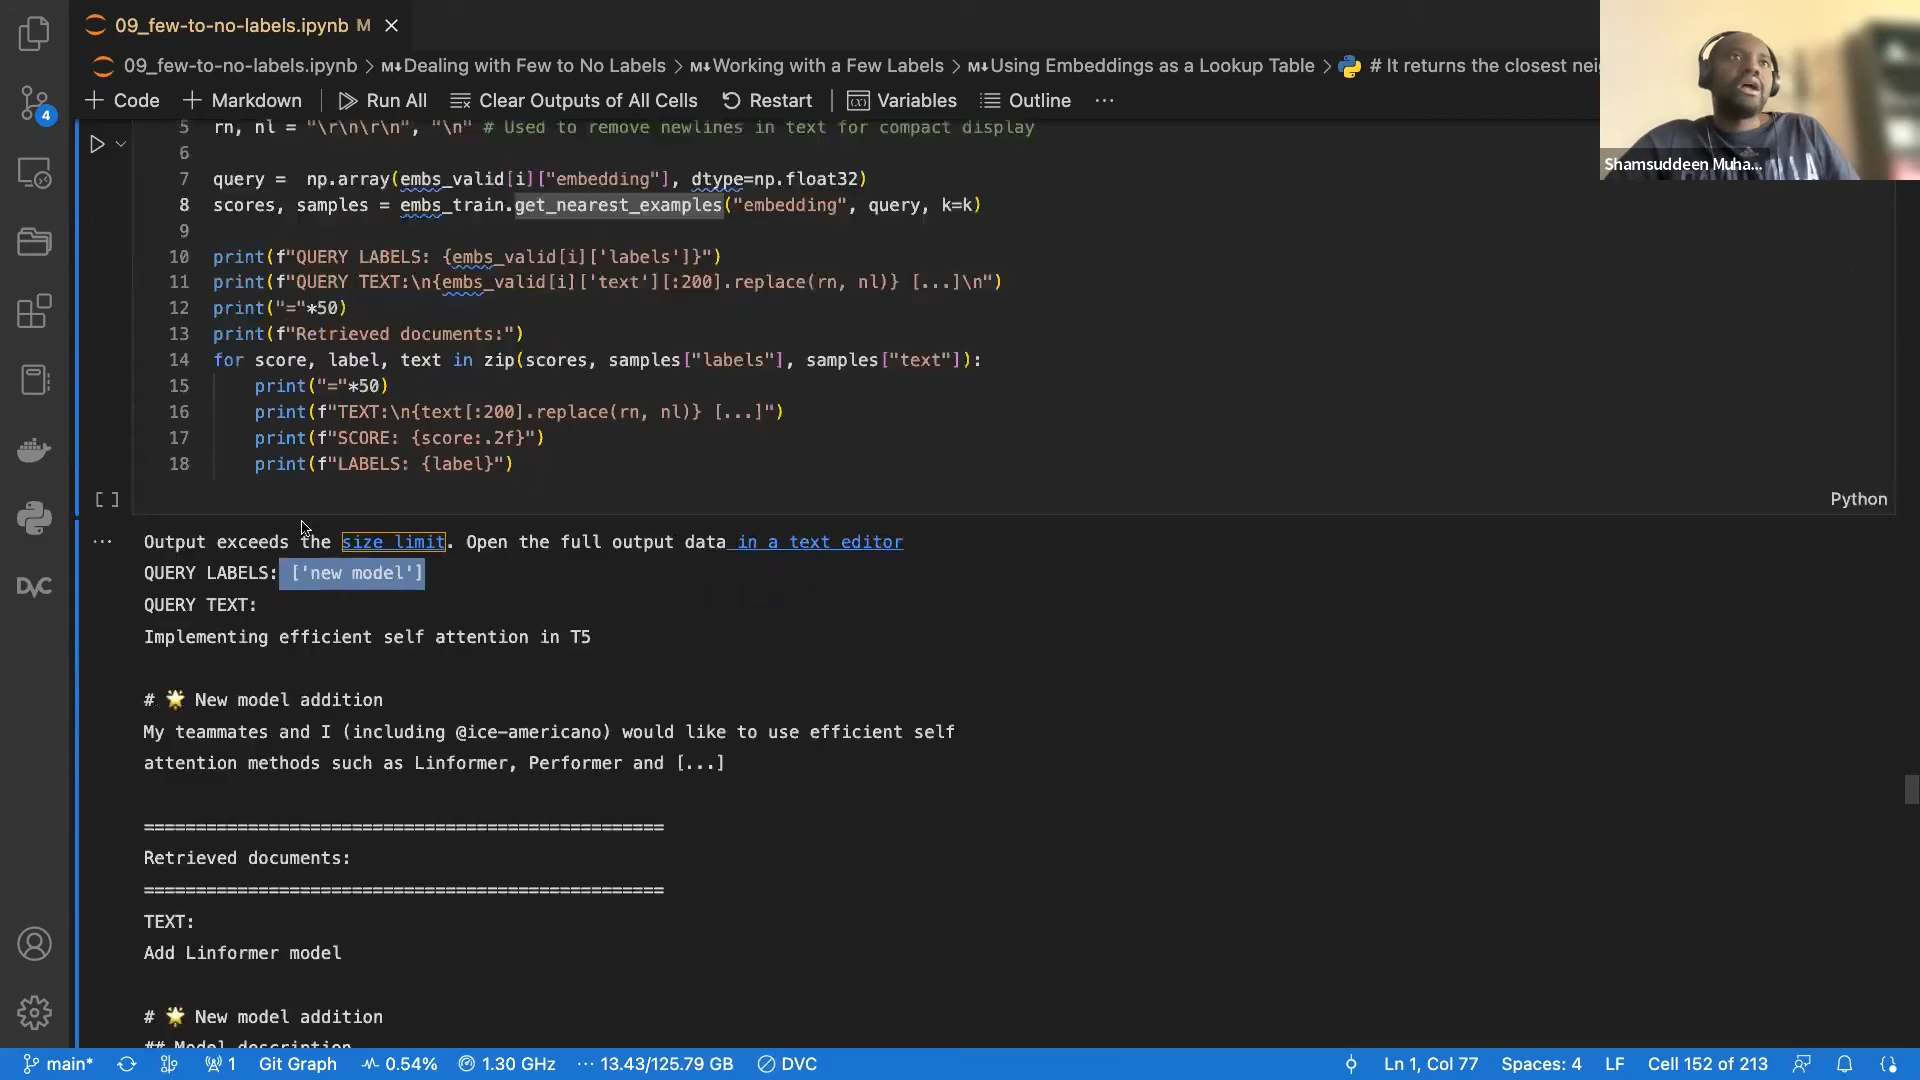 09_few-to-no-labels.ipynb M
09_few-to-no-labels.ipynb > M↓Dealing with Few to No Labels > M↓Working with a Few Labels > M↓Using Embeddings as a Lookup Table > # It returns the closest nei
+ Code + Markdown Run All Clear Outputs of All Cells Restart Variables Outline ···
Shamsuddeen Muha...
4
5 rn, nl = "\r\n\r\n", "\n" # Used to remove newlines in text for compact display
6
7 query =  np.array(embs_valid[i]["embedding"], dtype=np.float32)
8 scores, samples = embs_train.get_nearest_examples("embedding", query, k=k)
9
10 print(f"QUERY LABELS: {embs_valid[i]['labels']}")
11 print(f"QUERY TEXT:\n{embs_valid[i]['text'][:200].replace(rn, nl)} [...]\n")
12 print("="*50)
13 print(f"Retrieved documents:")
14 for score, label, text in zip(scores, samples["labels"], samples["text"]):
15     print("="*50)
16     print(f"TEXT:\n{text[:200].replace(rn, nl)} [...]")
17     print(f"SCORE: {score:.2f}")
18     print(f"LABELS: {label}")
[ ] Python
··· Output exceeds the size limit. Open the full output data in a text editor
QUERY LABELS: ['new model']
QUERY TEXT:
Implementing efficient self attention in T5
# 🌟 New model addition
My teammates and I (including @ice-americano) would like to use efficient self
attention methods such as Linformer, Performer and [...]
==================================================
Retrieved documents:
==================================================
TEXT:
Add Linformer model
# 🌟 New model addition
## Model description
DVC
main* 1 Git Graph 0.54% 1.30 GHz ··· 13.43/125.79 GB DVC Ln 1, Col 77 Spaces: 4 LF Cell 152 of 213